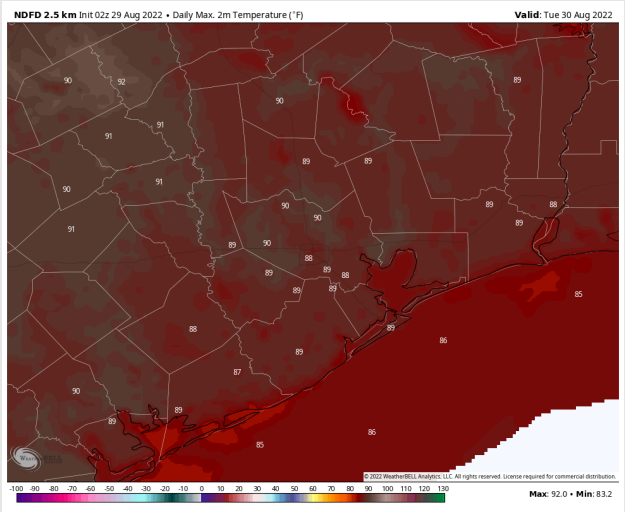 NDFD 2.5 km Init 02z 29 Aug 2022 • Daily Max. 2m Temperature (°F) Valid: Tue 30 Aug 2022
90 92 89
90
91 91
89 89
90 91
90 89 88
90 89
91
89 90
88
89 89 88
89 89
85
88 89
86
89
87
90
89 89
86
85
WEATHERBELL
© 2022 WeatherBELL Analytics, LLC. All rights reserved. License required for commercial distribution.
-100 -90 -80 -70 -60 -50 -40 -30 -20 -10 0 10 20 30 40 50 60 70 80 90 100 110 120 130
Max: 92.0 • Min: 83.2